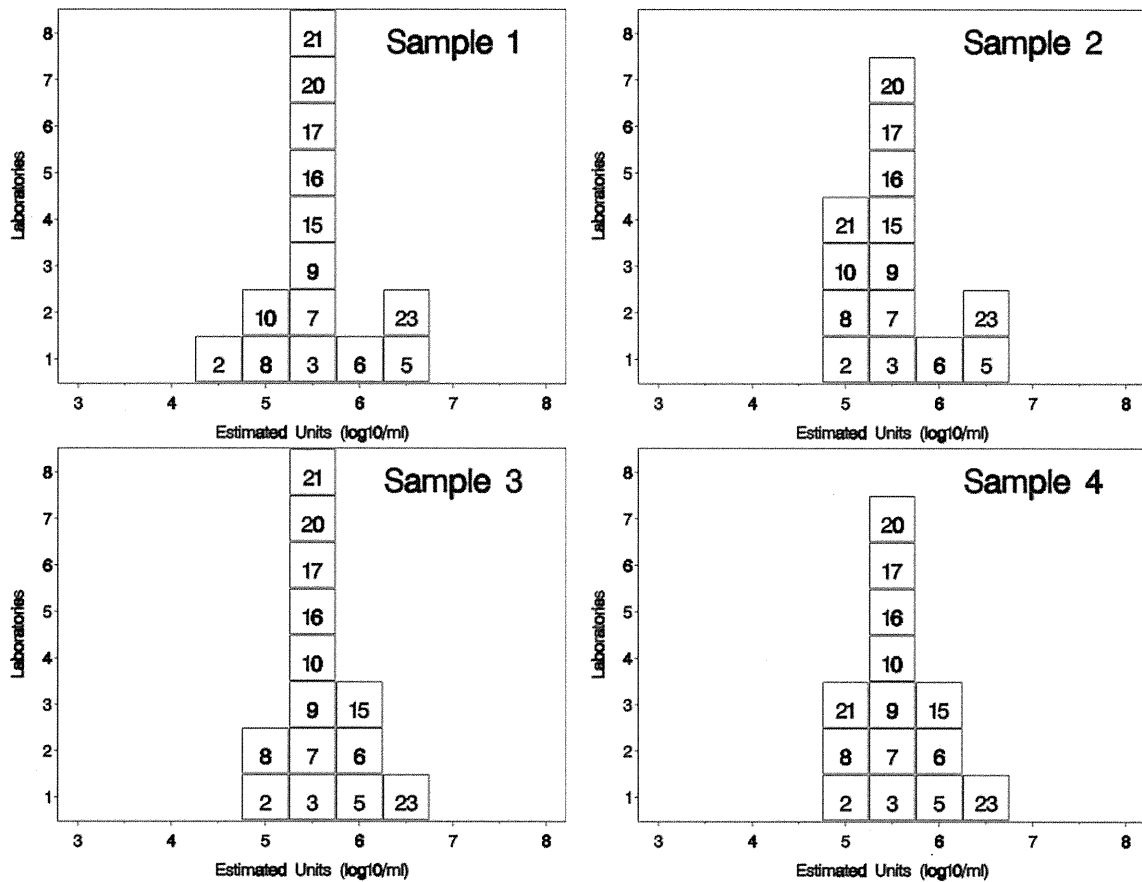 Sample 1
Laboratories
8
7
6
5
4
3
2
1
21
20
17
16
15
9
10 7 23
2 8 3 6 5
3 4 5 6 7 8
Estimated Units (log10/ml)
Sample 2
Laboratories
8
7
6
5
4
3
2
1
20
17
16
21 15
10 9
8 7 23
2 3 6 5
3 4 5 6 7 8
Estimated Units (log10/ml)
Sample 3
Laboratories
8
7
6
5
4
3
2
1
21
20
17
16
10
9 15
8 7 6
2 3 5 23
3 4 5 6 7 8
Estimated Units (log10/ml)
Sample 4
Laboratories
8
7
6
5
4
3
2
1
20
17
16
10
21 9 15
8 7 6
2 3 5 23
3 4 5 6 7 8
Estimated Units (log10/ml)